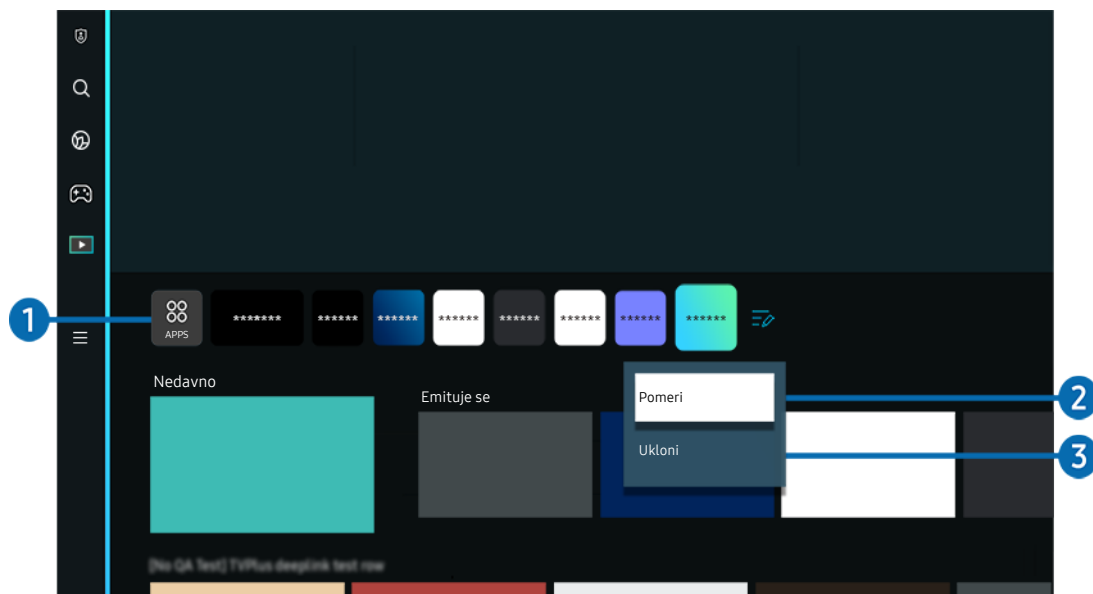 1
APPS
******* ****** ****** ****** ****** ****** ****** ******
Nedavno
Emituje se
Pomeri
2
Ukloni
3
[No QA Test] TVPlus deeplink test row